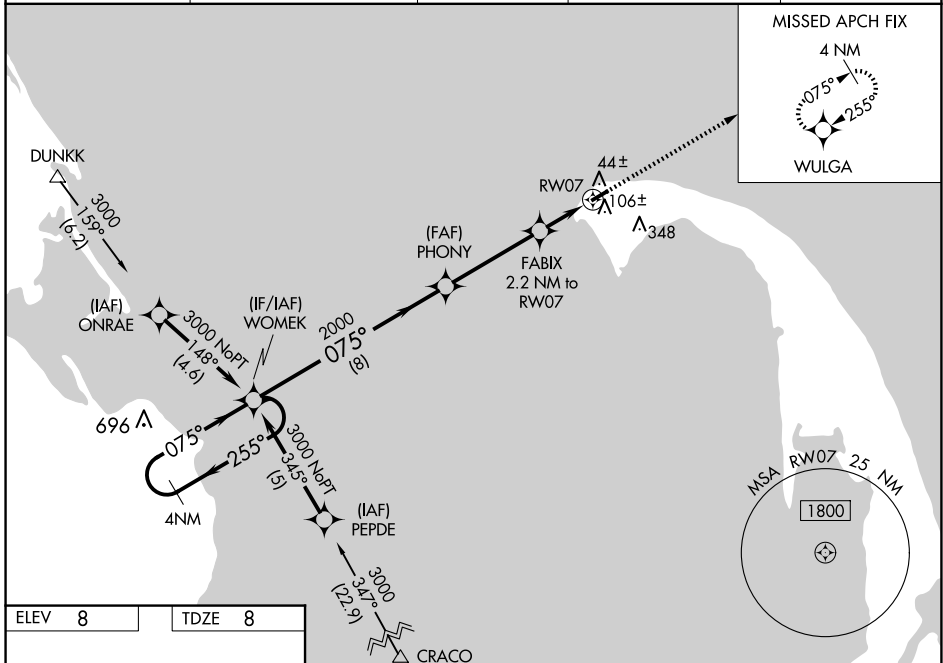 MISSED APCH FIX
4 NM
075°
255°
WULGA
DUNKK
3000
159°
(6.2)
44±
RW07
106±
348
(FAF)
PHONY
FABIX
2.2 NM to
RW07
(IAF)
ONRAE
(IF/IAF)
WOMEK
3000 NoPT
148°
(4.6)
2000
075°
(8)
696
075°
255°
4NM
3000 NoPT
345°
(5)
(IAF)
PEPDE
MSA RW07 25 NM
1800
3000
347°
(22.9)
CRACO
ELEV 8
TDZE 8